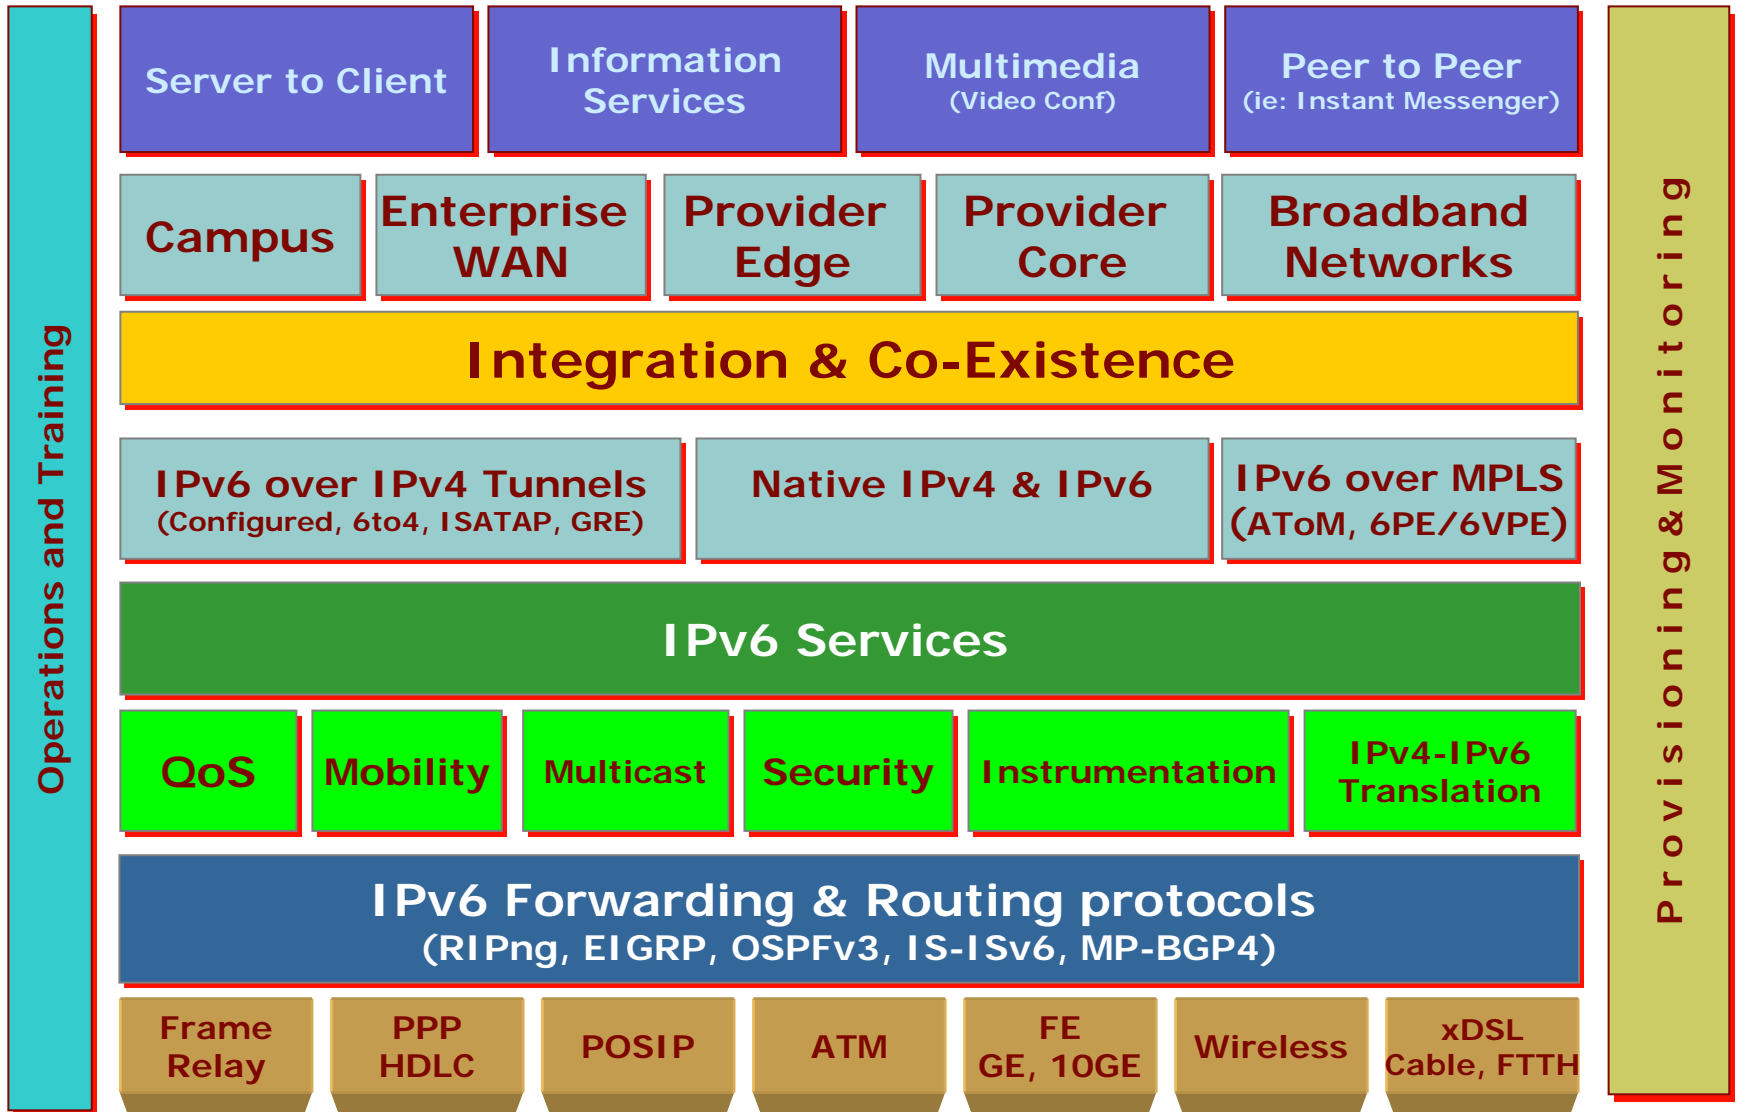 Operations and Training
Server to Client
Information
Services
Multimedia
(Video Conf)
Peer to Peer
(ie: Instant Messenger)
Campus
Enterprise
WAN
Provider
Edge
Provider
Core
Broadband
Networks
Integration & Co-Existence
IPv6 over IPv4 Tunnels
(Configured, 6to4, ISATAP, GRE)
Native IPv4 & IPv6
IPv6 over MPLS
(AToM, 6PE/6VPE)
IPv6 Services
QoS
Mobility
Multicast
Security
Instrumentation
IPv4-IPv6
Translation
IPv6 Forwarding & Routing protocols
(RIPng, EIGRP, OSPFv3, IS-ISv6, MP-BGP4)
Frame
Relay
PPP
HDLC
POSIP
ATM
FE
GE, 10GE
Wireless
xDSL
Cable, FTTH
Provisioning&Monitoring